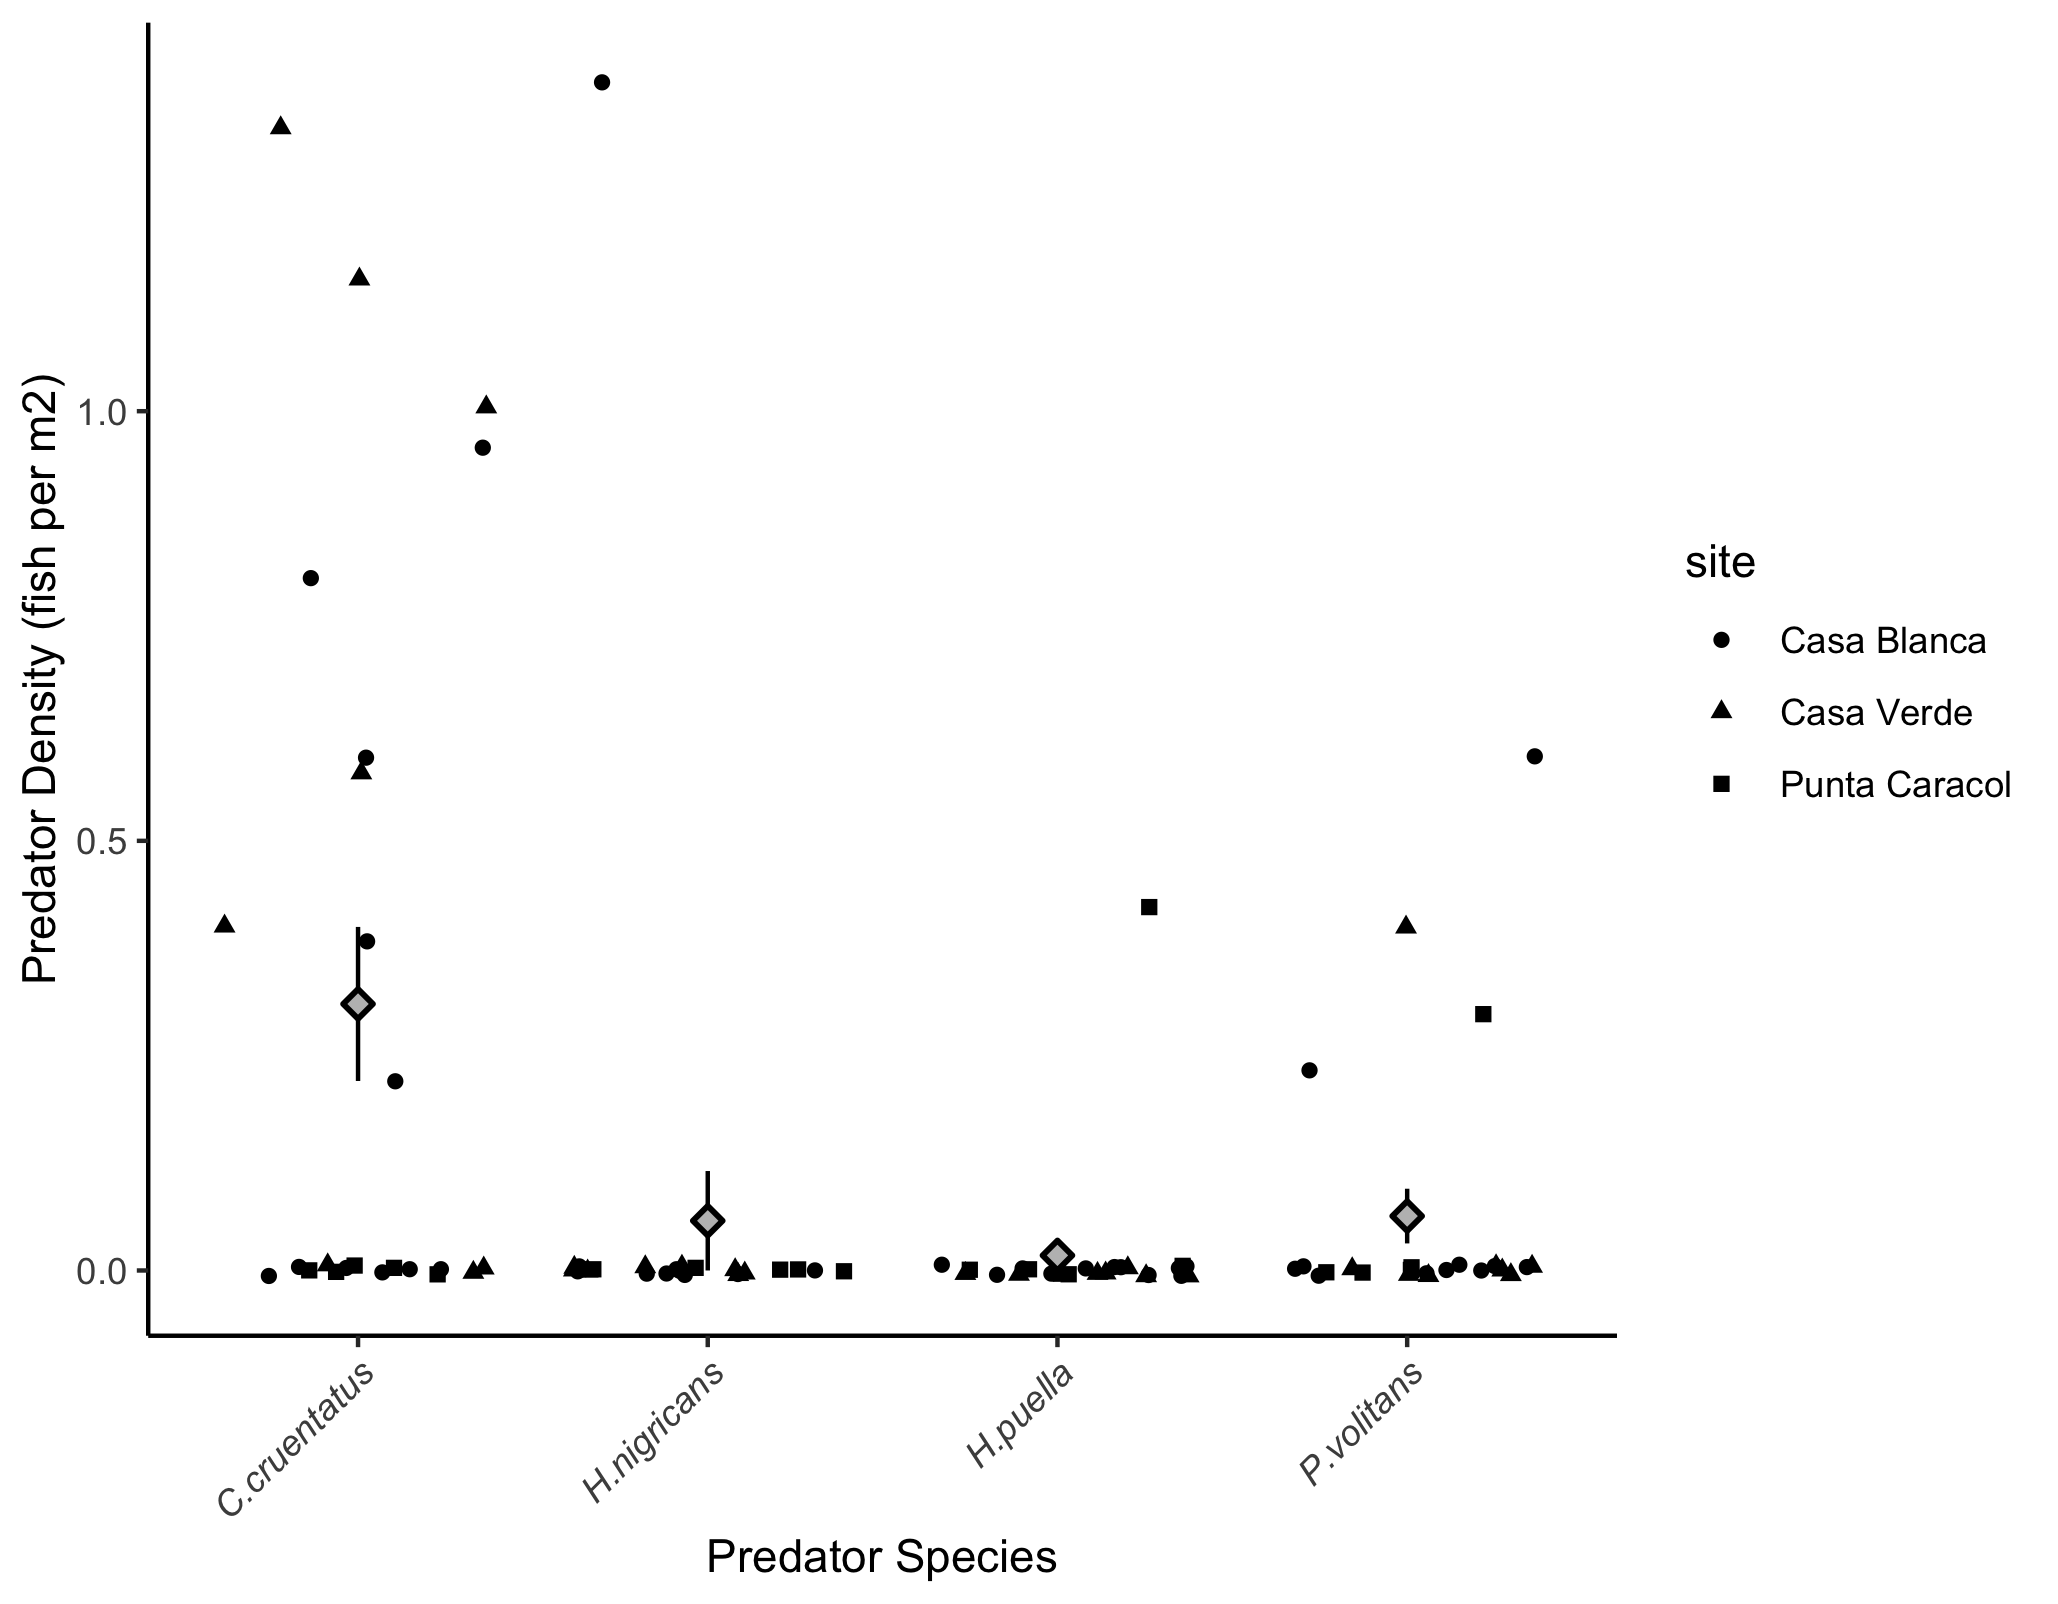 Predator Density (fish per m2)
1.0
0.5
0.0
C.cruentatus
H.nigricans
H.puella
P.volitans
Predator Species
site
Casa Blanca
Casa Verde
Punta Caracol